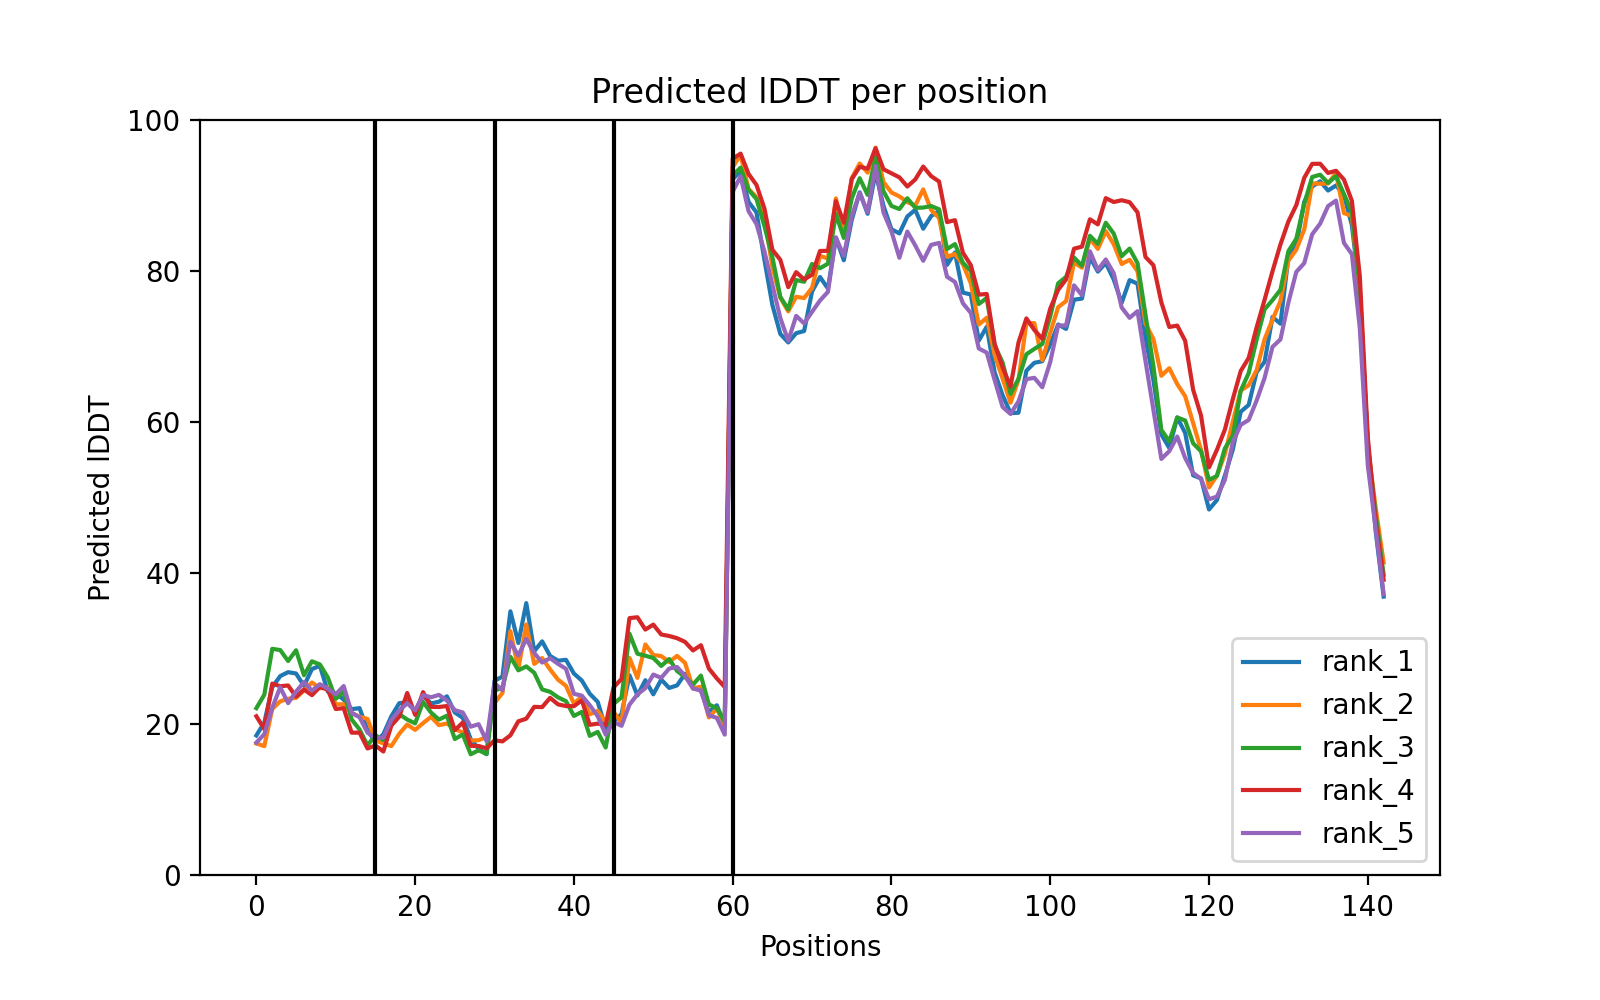 Predicted lDDT per position
100
80
60
40
20
0
Predicted lDDT
0 20 40 60 80 100 120 140
Positions
rank_1
rank_2
rank_3
rank_4
rank_5